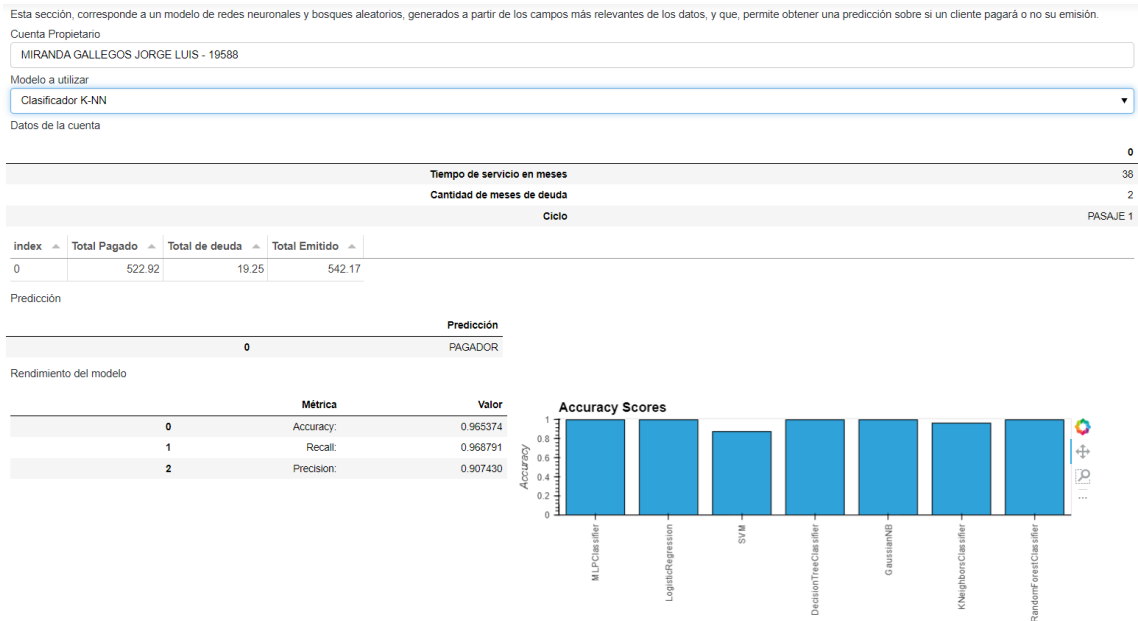 Esta sección, corresponde a un modelo de redes neuronales y bosques aleatorios, generados a partir de los campos más relevantes de los datos, y que, permite obtener una predicción sobre si un cliente pagará o no su emisión.
Cuenta Propietario
MIRANDA GALLEGOS JORGE LUIS - 19588
Modelo a utilizar
Clasificador K-NN
Datos de la cuenta
0
Tiempo de servicio en meses 38
Cantidad de meses de deuda 2
Ciclo PASAJE 1
index Total Pagado Total de deuda Total Emitido
0 522.92 19.25 542.17
Predicción
Predicción
0 PAGADOR
Rendimiento del modelo
Métrica Valor
0 Accuracy: 0.965374
1 Recall: 0.968791
2 Precision: 0.907430
Accuracy Scores
Accuracy
1
0.8
0.6
0.4
0.2
0
MLPClassifier
LogisticRegression
SVM
DecisionTreeClassifier
GaussianNB
KNeighborsClassifier
RandomForestClassifier